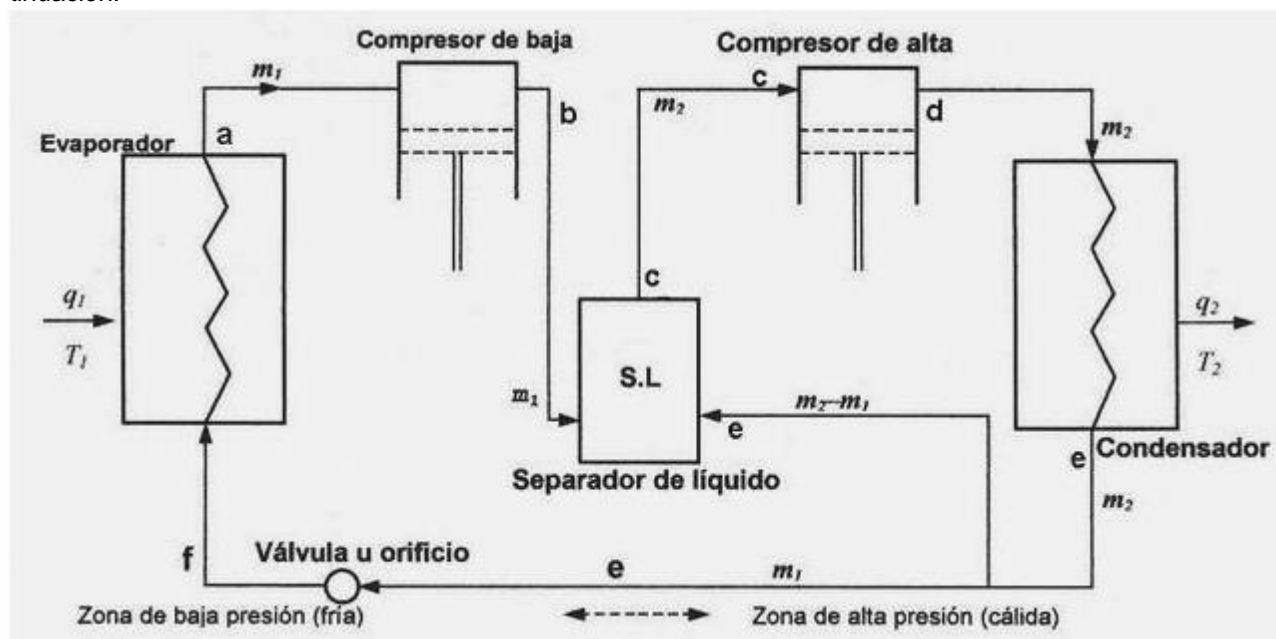 tinuación.
Compresor de baja
Compresor de alta
m₁
c
m₂
b
d
m₂
a
Evaporador
c
q₁
T₁
S.L
q₂
T₂
m₁
m₂–m₁
e
Condensador
e
Separador de líquido
m₂
Válvula u orificio
f
e
m₁
Zona de baja presión (fría)
Zona de alta presión (cálida)